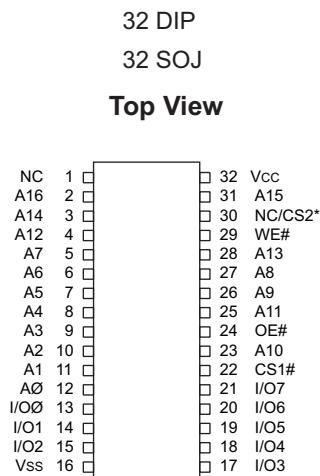 32 DIP
32 SOJ
Top View
NC 1 32 Vcc
A16 2 31 A15
A14 3 30 NC/CS2*
A12 4 29 WE#
A7 5 28 A13
A6 6 27 A8
A5 7 26 A9
A4 8 25 A11
A3 9 24 OE#
A2 10 23 A10
A1 11 22 CS1#
AØ 12 21 I/O7
I/OØ 13 20 I/O6
I/O1 14 19 I/O5
I/O2 15 18 I/O4
Vss 16 17 I/O3